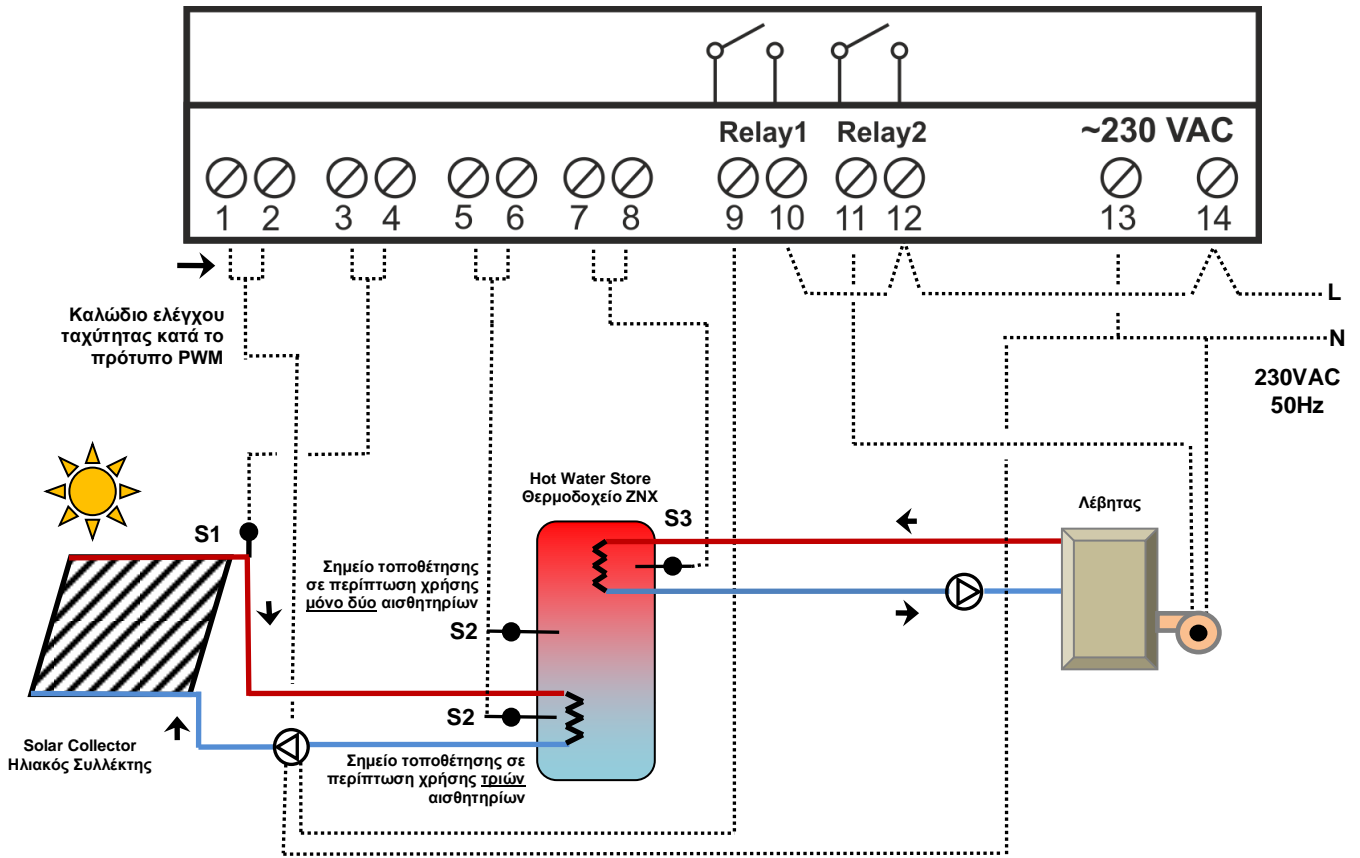 Relay1 Relay2 ~230 VAC
1 2 3 4 5 6 7 8 9 10 11 12 13 14
L
N
230VAC
50Hz
Καλώδιο ελέγχου
ταχύτητας κατά το
πρότυπο PWM
Hot Water Store
Θερμοδοχείο ΖΝΧ
Λέβητας
S1
S3
Σημείο τοποθέτησης
σε περίπτωση χρήσης
μόνο δύο αισθητηρίων
S2
S2
Solar Collector
Ηλιακός Συλλέκτης
Σημείο τοποθέτησης σε
περίπτωση χρήσης τριών
αισθητηρίων